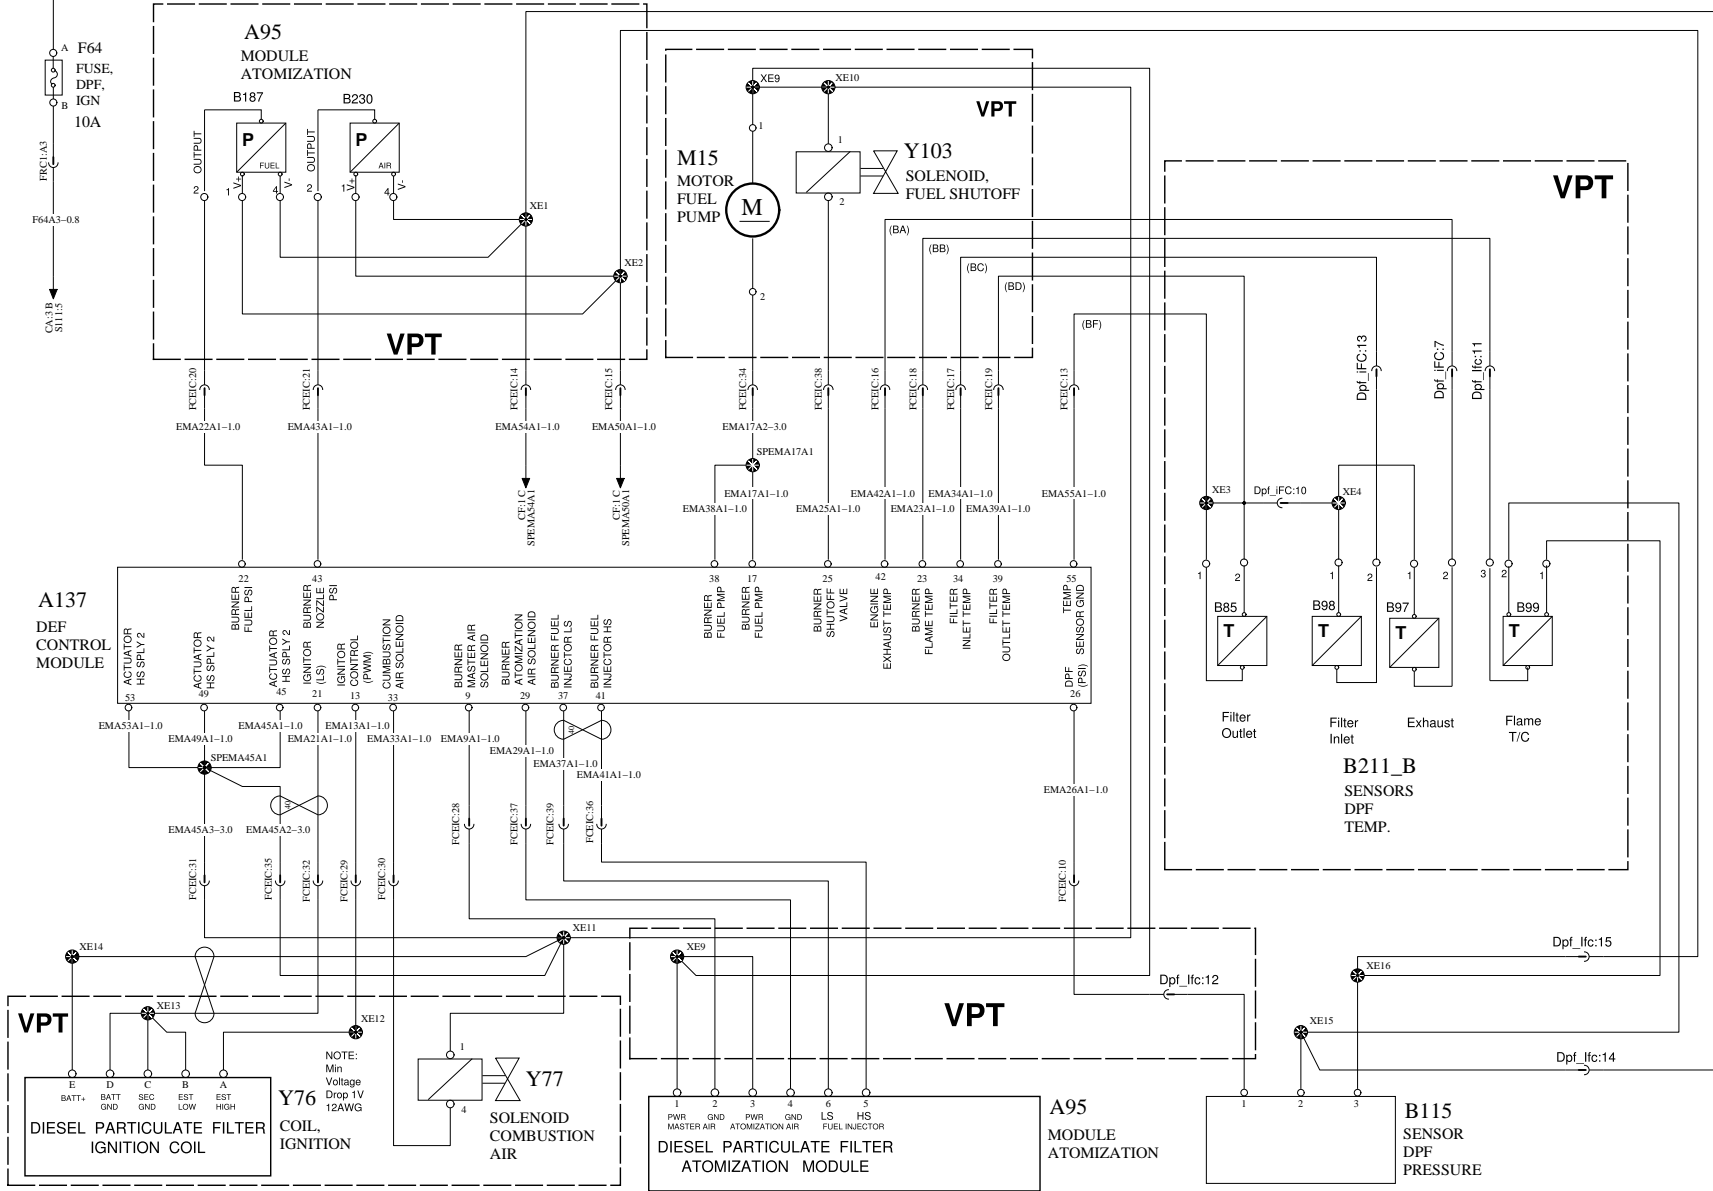 A F64
FUSE,
DPF,
IGN
B
10A
FRC1:A3
F64A3-0.8
CA:3 B
S11 1:5
A95
MODULE
ATOMIZATION
B187
B230
OUTPUT
P
FUEL
OUTPUT
P
AIR
2 1 V+ 4 V- 2 1 V+ 4 V-
XE1
XE2
VPT
XE9
XE10
VPT
1
1
M15
MOTOR
FUEL
PUMP
M
2
Y103
SOLENOID,
FUEL SHUTOFF
2
(BA)
(BB)
(BC)
(BD)
(BF)
VPT
Dpf_iFC:13
Dpf_iFC:7
Dpf_Ifc:11
FCEIC:20
FCEIC:21
FCEIC:14
FCEIC:15
FCEIC:34
FCEIC:38
FCEIC:16
FCEIC:18
FCEIC:17
FCEIC:19
FCEIC:13
EMA22A1-1.0
EMA43A1-1.0
EMA54A1-1.0
EMA50A1-1.0
EMA17A2-3.0
SPEMA17A1
CF:1 C
SPEMA54A1
CF:1 C
SPEMA50A1
EMA17A1-1.0
EMA38A1-1.0
EMA25A1-1.0
EMA42A1-1.0
EMA23A1-1.0
EMA34A1-1.0
EMA39A1-1.0
EMA55A1-1.0
XE3
Dpf_iFC:10
XE4
1 2 1 2 1 2 3 2 1
B85
B98
B97
B99
T
T
T
T
Filter
Outlet
Filter
Inlet
Exhaust
Flame
T/C
B211_B
SENSORS
DPF
TEMP.
A137
DEF
CONTROL
MODULE
22
BURNER
FUEL PSI
43
BURNER
NOZZLE
PSI
38
BURNER
FUEL PMP
17
BURNER
FUEL PMP
25
BURNER
SHUTOFF
VALVE
42
ENGINE
EXHAUST TEMP
23
BURNER
FLAME TEMP
34
FILTER
INLET TEMP
39
FILTER
OUTLET TEMP
55
TEMP
SENSOR GND
ACTUATOR
HS SPLY 2
53
ACTUATOR
HS SPLY 2
49
ACTUATOR
HS SPLY 2
45
IGNITOR
(LS)
21
IGNITOR
CONTROL
(PWM)
13
CUMBUSTION
AIR SOLENOID
33
BURNER
MASTER AIR
SOLENOID
9
BURNER
ATOMIZATION
AIR SOLENOID
29
BURNER FUEL
INJECTOR LS
37
BURNER FUEL
INJECTOR HS
41
DPF
(PSI)
26
EMA53A1-1.0
EMA49A1-1.0
EMA45A1-1.0
EMA21A1-1.0
EMA13A1-1.0
EMA33A1-1.0
EMA9A1-1.0
EMA29A1-1.0
EMA37A1-1.0
EMA41A1-1.0
40
SPEMA45A1
40
EMA45A3-3.0
EMA45A2-3.0
EMA26A1-1.0
FCEIC:28
FCEIC:37
FCEIC:39
FCEIC:36
FCEIC:31
FCEIC:35
FCEIC:32
FCEIC:29
FCEIC:30
FCEIC:10
XE14
XE11
XE9
Dpf_Ifc:12
Dpf_Ifc:15
XE16
VPT
XE13
XE12
VPT
XE15
Dpf_Ifc:14
NOTE:
Min
Voltage
Drop 1V
12AWG
E D C B A
BATT+
BATT
GND
SEC
GND
EST
LOW
EST
HIGH
DIESEL PARTICULATE FILTER
IGNITION COIL
Y76
COIL,
IGNITION
1
4
Y77
SOLENOID
COMBUSTION
AIR
1 2 3 4 6 5
PWR GND PWR GND LS HS
MASTER AIR ATOMIZATION AIR FUEL INJECTOR
DIESEL PARTICULATE FILTER
ATOMIZATION MODULE
A95
MODULE
ATOMIZATION
1 2 3
B115
SENSOR
DPF
PRESSURE